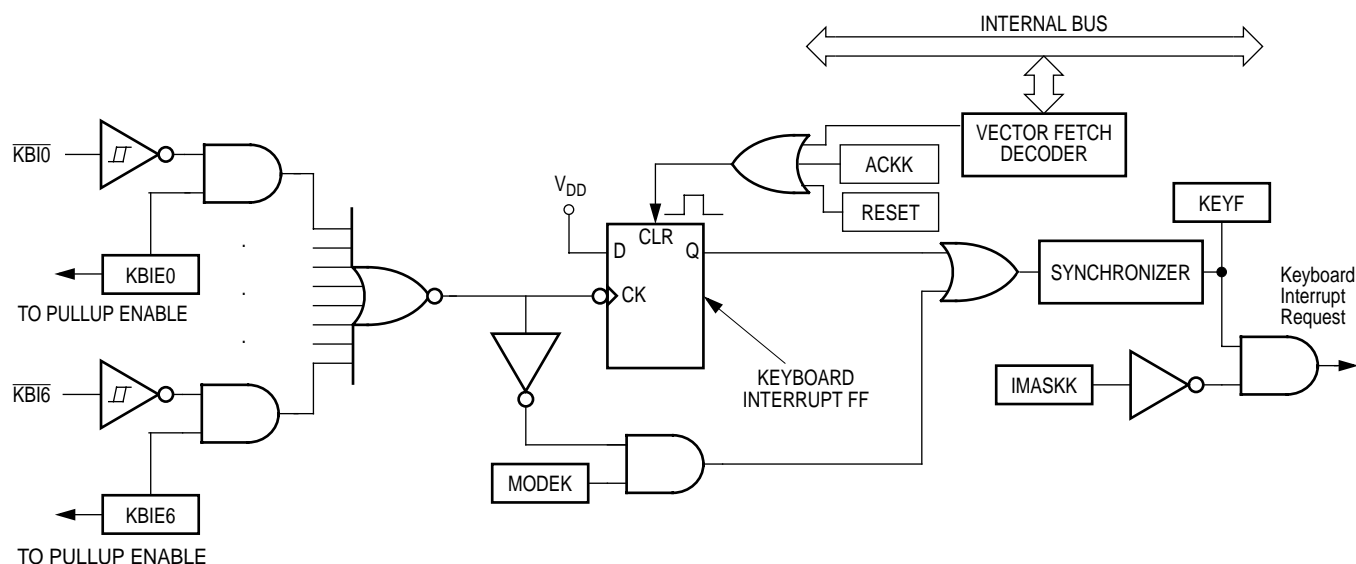 INTERNAL BUS
VECTOR FETCH
DECODER
ACKK
RESET
KEYF
KBI0
VDD
CLR
D
Q
CK
KBIE0
TO PULLUP ENABLE
SYNCHRONIZER
Keyboard
Interrupt
Request
KBI6
KEYBOARD
INTERRUPT FF
IMASKK
MODEK
KBIE6
TO PULLUP ENABLE